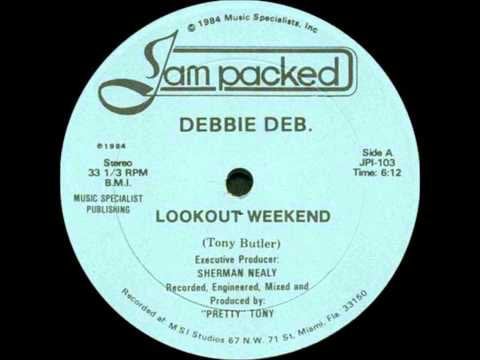 © 1984 Music Specialists, Inc
Jam packed
DEBBIE DEB.
℗1984
Stereo
33 1/3 RPM
B.M.I.
MUSIC SPECIALIST
PUBLISHING
Side A
JPI-103
Time: 6:12
LOOKOUT WEEKEND
(Tony Butler)
Executive Producer:
SHERMAN NEALY
Recorded, Engineered, Mixed and
Produced by:
"PRETTY" TONY
Recorded at M S I Studios 67 N.W. 71 St. Miami, Fla. 33150